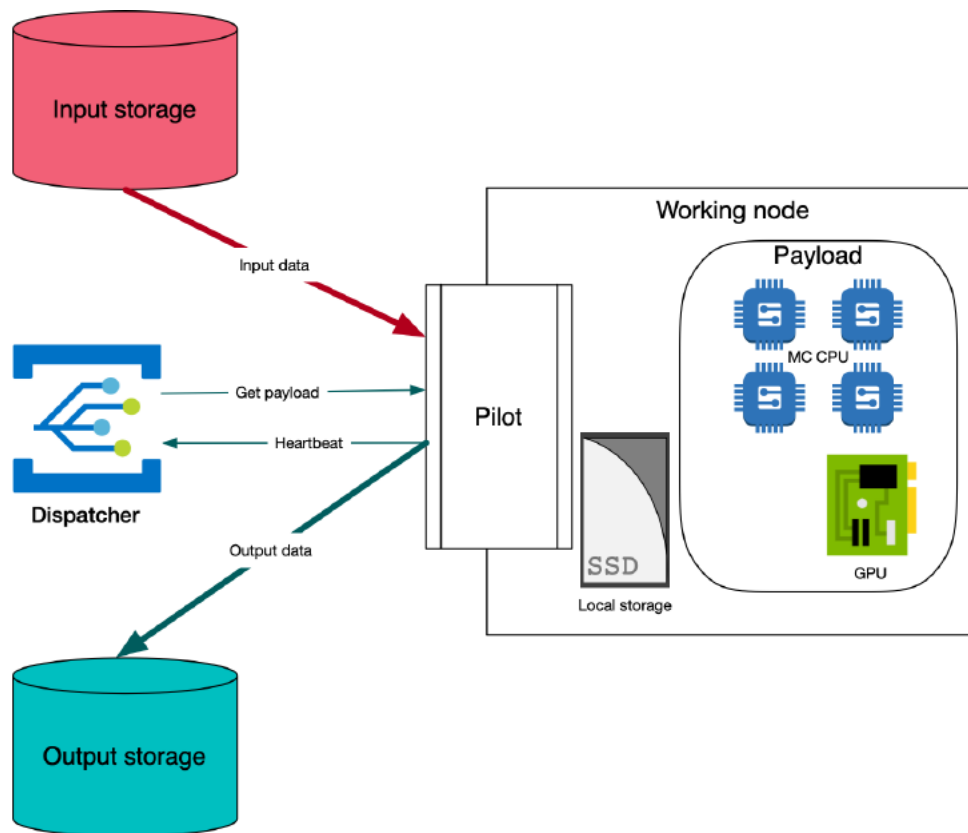 Input storage
Working node
Payload
Input data
MC CPU
Get payload
Pilot
Heartbeat
Dispatcher
Output data
SSD
GPU
Local storage
Output storage